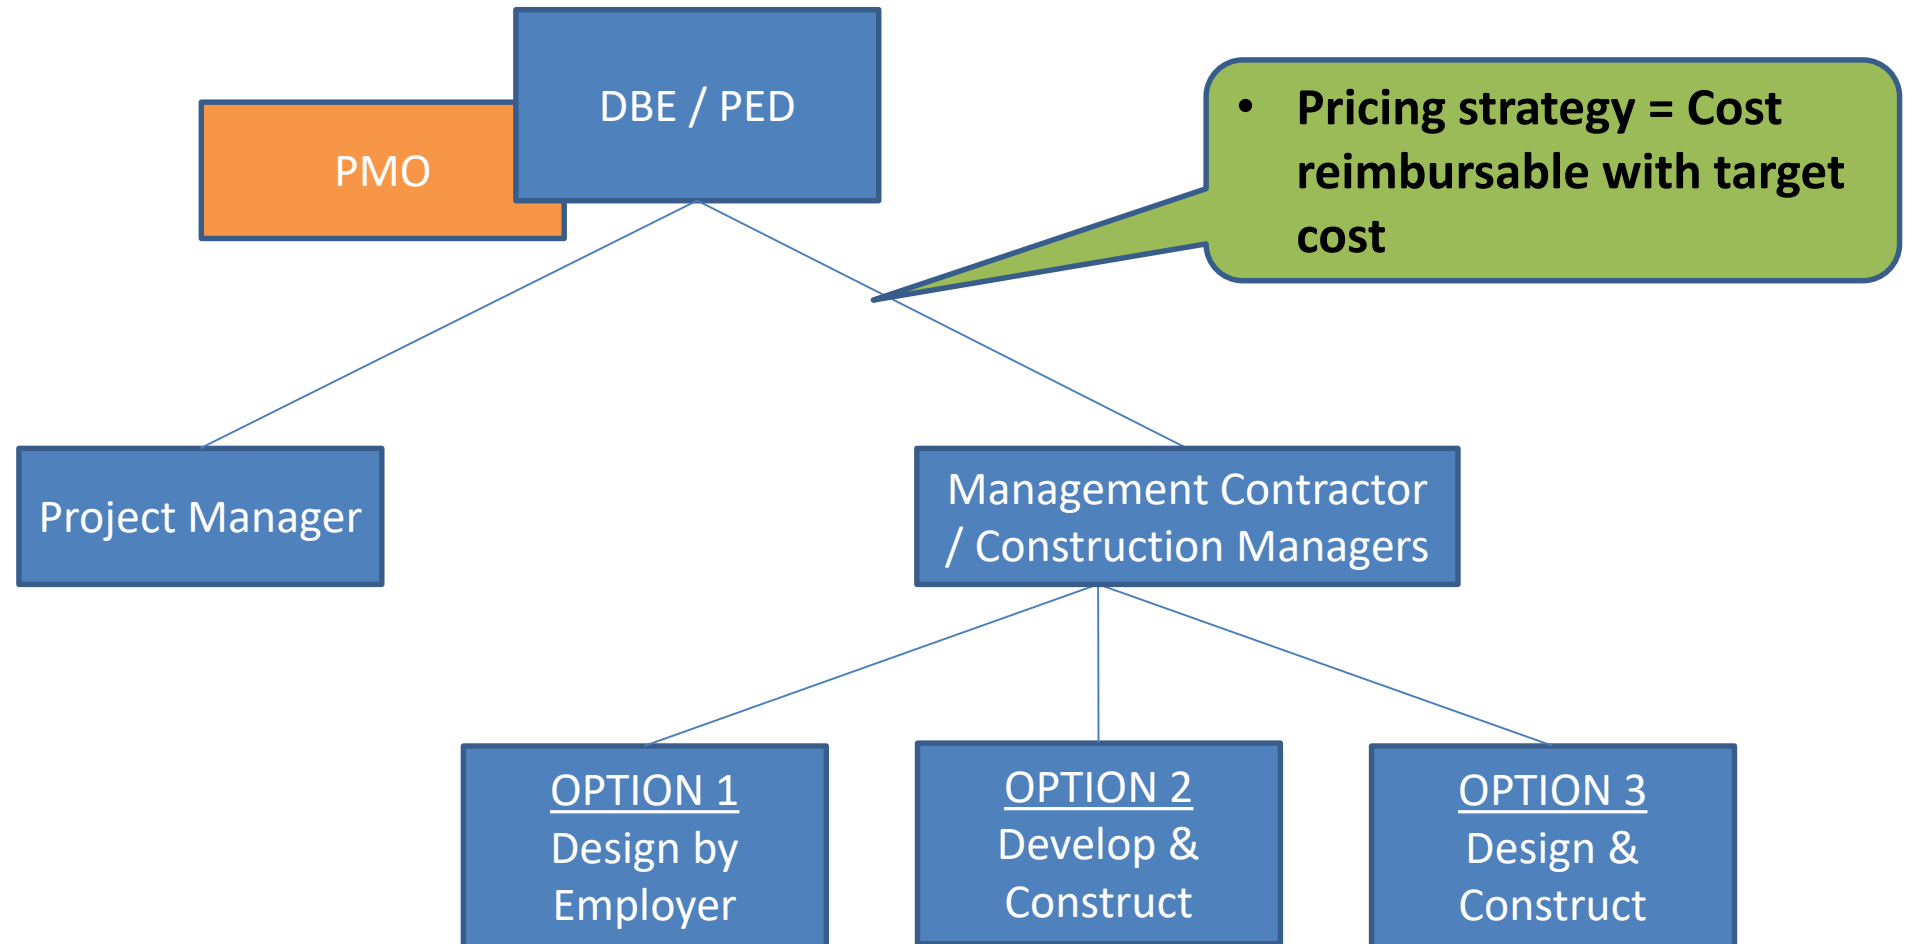 DBE / PED
PMO
• Pricing strategy = Cost
reimbursable with target
cost
Project Manager
Management Contractor
/ Construction Managers
OPTION 1
Design by
Employer
OPTION 2
Develop &
Construct
OPTION 3
Design &
Construct